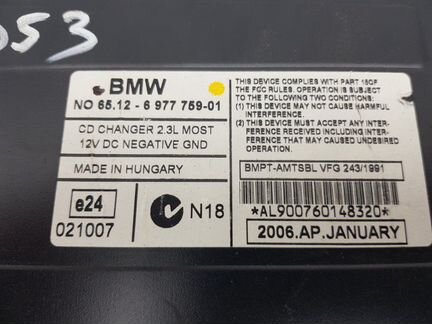 053
BMW
NO 65.12 - 6 977 759-01
CD CHANGER 2.3L MOST
12V DC NEGATIVE GND
MADE IN HUNGARY
e24
021007
N18
THIS DEVICE COMPLIES WITH PART 15OF
THE FCC RULES. OPERATION IS SUBJECT
TO THE FOLLOWING TWO CONDITIONS:
(1) THIS DEVICE MAY NOT CAUSE HARMFUL
INTERFERENCE.
(2) THIS DEVICE MUST ACCEPT ANY INTER-
FERENCE RECEIVED INCLUDING INTER-
FERENCE THAT MAY CAUSE UNDESIRED
OPERATION.
BMPT-AMTSBL VFG 243/1991
*AL900760148320*
2006.AP.JANUARY